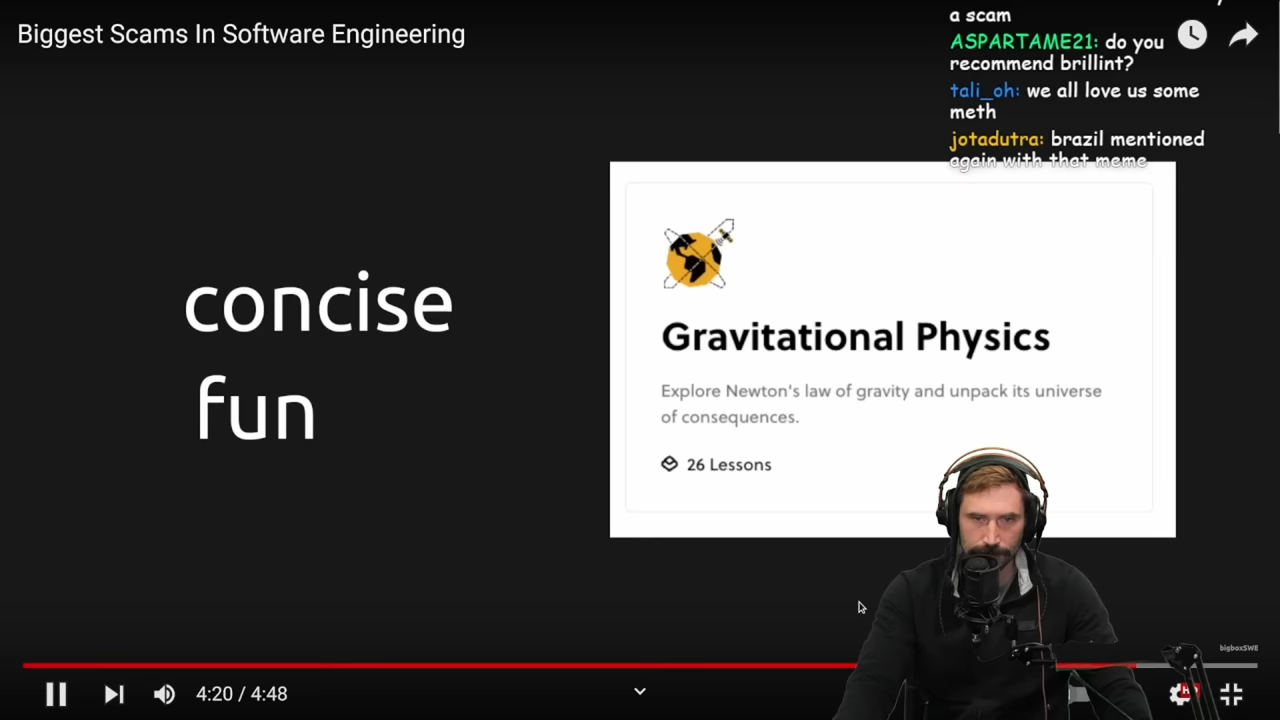 Biggest Scams In Software Engineering
a scam
ASPARTAME21: do you
recommend brillint?
tali_oh: we all love us some
meth
jotadutra: brazil mentioned
again with that meme
concise
fun
Gravitational Physics
Explore Newton's law of gravity and unpack its universe
of consequences.
26 Lessons
bigboxSWE
4:20 / 4:48
HD